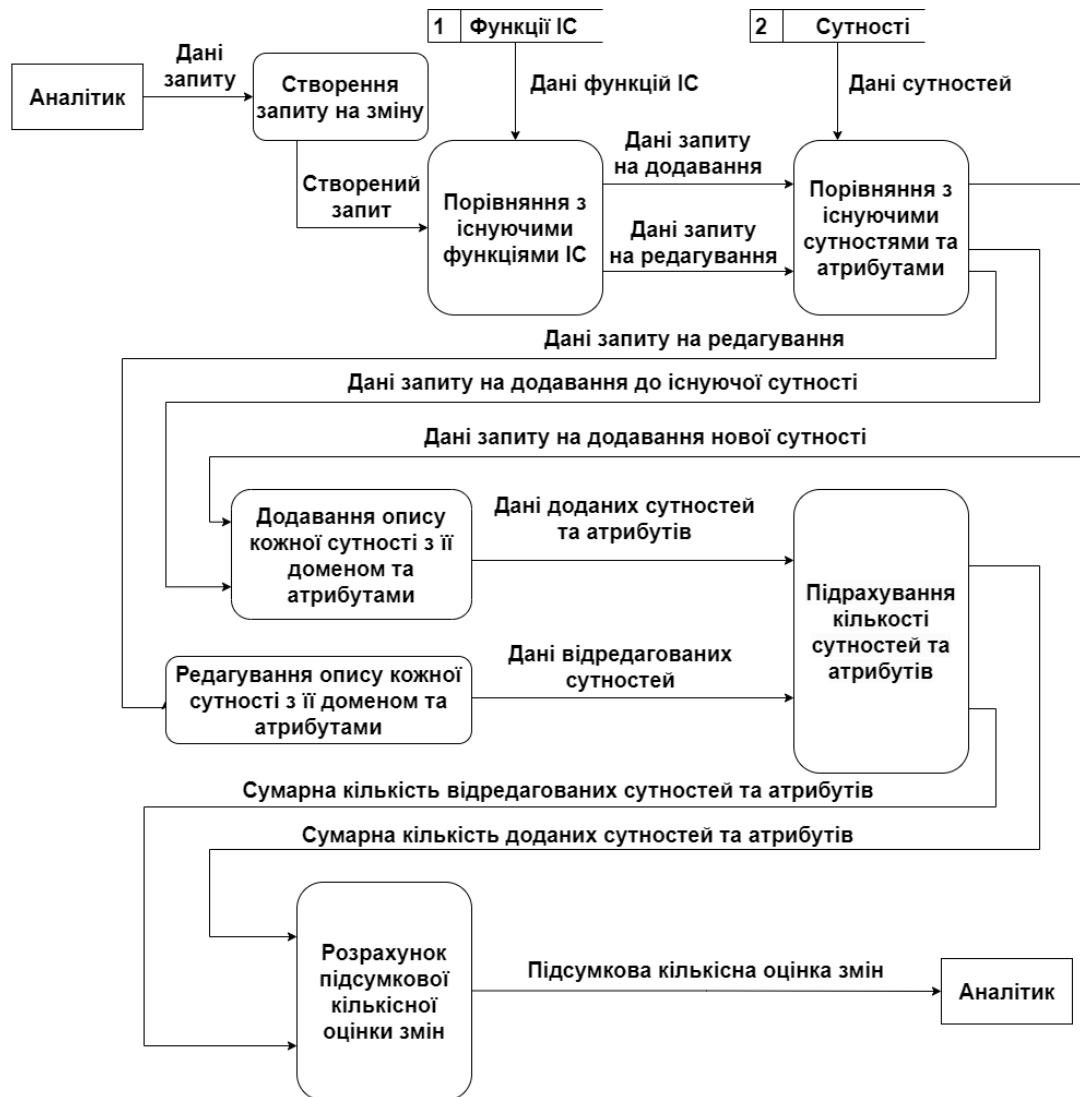 1 Функції ІС
2 Сутності
Дані
запиту
Аналітик
Створення
запиту на зміну
Дані функцій ІС
Дані сутностей
Створений
запит
Порівняння з
існуючими
функціями ІС
Дані запиту
на додавання
Дані запиту
на редагування
Порівняння з
існуючими
сутностями та
атрибутами
Дані запиту на редагування
Дані запиту на додавання до існуючої сутності
Дані запиту на додавання нової сутності
Додавання опису
кожної сутності з її
доменом та
атрибутами
Дані доданих сутностей
та атрибутів
Підрахування
кількості
сутностей та
атрибутів
Редагування опису кожної
сутності з її доменом та
атрибутами
Дані відредагованих
сутностей
Сумарна кількість відредагованих сутностей та атрибутів
Сумарна кількість доданих сутностей та атрибутів
Розрахунок
підсумкової
кількісної
оцінки змін
Підсумкова кількісна оцінка змін
Аналітик